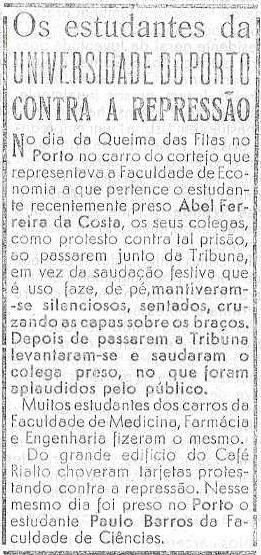 Os estudantes da
UNIVERSIDADE DO PORTO
CONTRA A REPRESSÃO
No dia da Queima das Fitas no
Porto no carro do cortejo que
representava a Faculdade de Eco-
nomia a que pertence o estudan-
te recentemente preso Abel Fer-
reira da Costa, os seus colegas,
como protesto contra tal prisão,
ao passarem junto da Tribuna,
em vez da saudação festiva que
é uso faze, de pé, mantiveram-
-se silenciosos, sentados, cruz-
ando as capas sobre os braços.
Depois de passarem a Tribuna
levantaram-se e saudaram o
colega preso, no que foram
aplaudidos pelo público.
Muitos estudantes dos carros da
Faculdade de Medicina, Farmácia
e Engenharia fizeram o mesmo.
Do grande edifício do Café
Rialto choveram tarjetas protes-
tando contra a repressão. Nesse
mesmo dia foi preso no Porto o
estudante Paulo Barros da Fa-
culdade de Ciências.